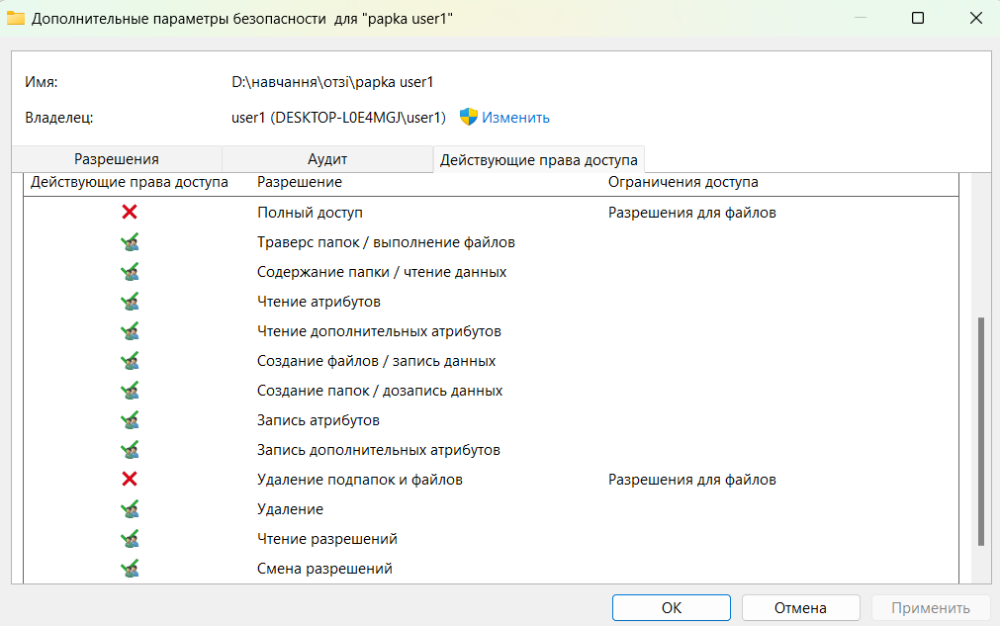 Дополнительные параметры безопасности для "papka user1"
Имя: D:\навчання\отзі\papka user1
Владелец: user1 (DESKTOP-L0E4MGJ\user1) Изменить
Разрешения Аудит Действующие права доступа
Действующие права доступа Разрешение Ограничения доступа
Полный доступ Разрешения для файлов
Траверс папок / выполнение файлов
Содержание папки / чтение данных
Чтение атрибутов
Чтение дополнительных атрибутов
Создание файлов / запись данных
Создание папок / дозапись данных
Запись атрибутов
Запись дополнительных атрибутов
Удаление подпапок и файлов Разрешения для файлов
Удаление
Чтение разрешений
Смена разрешений
ОК Отмена Применить